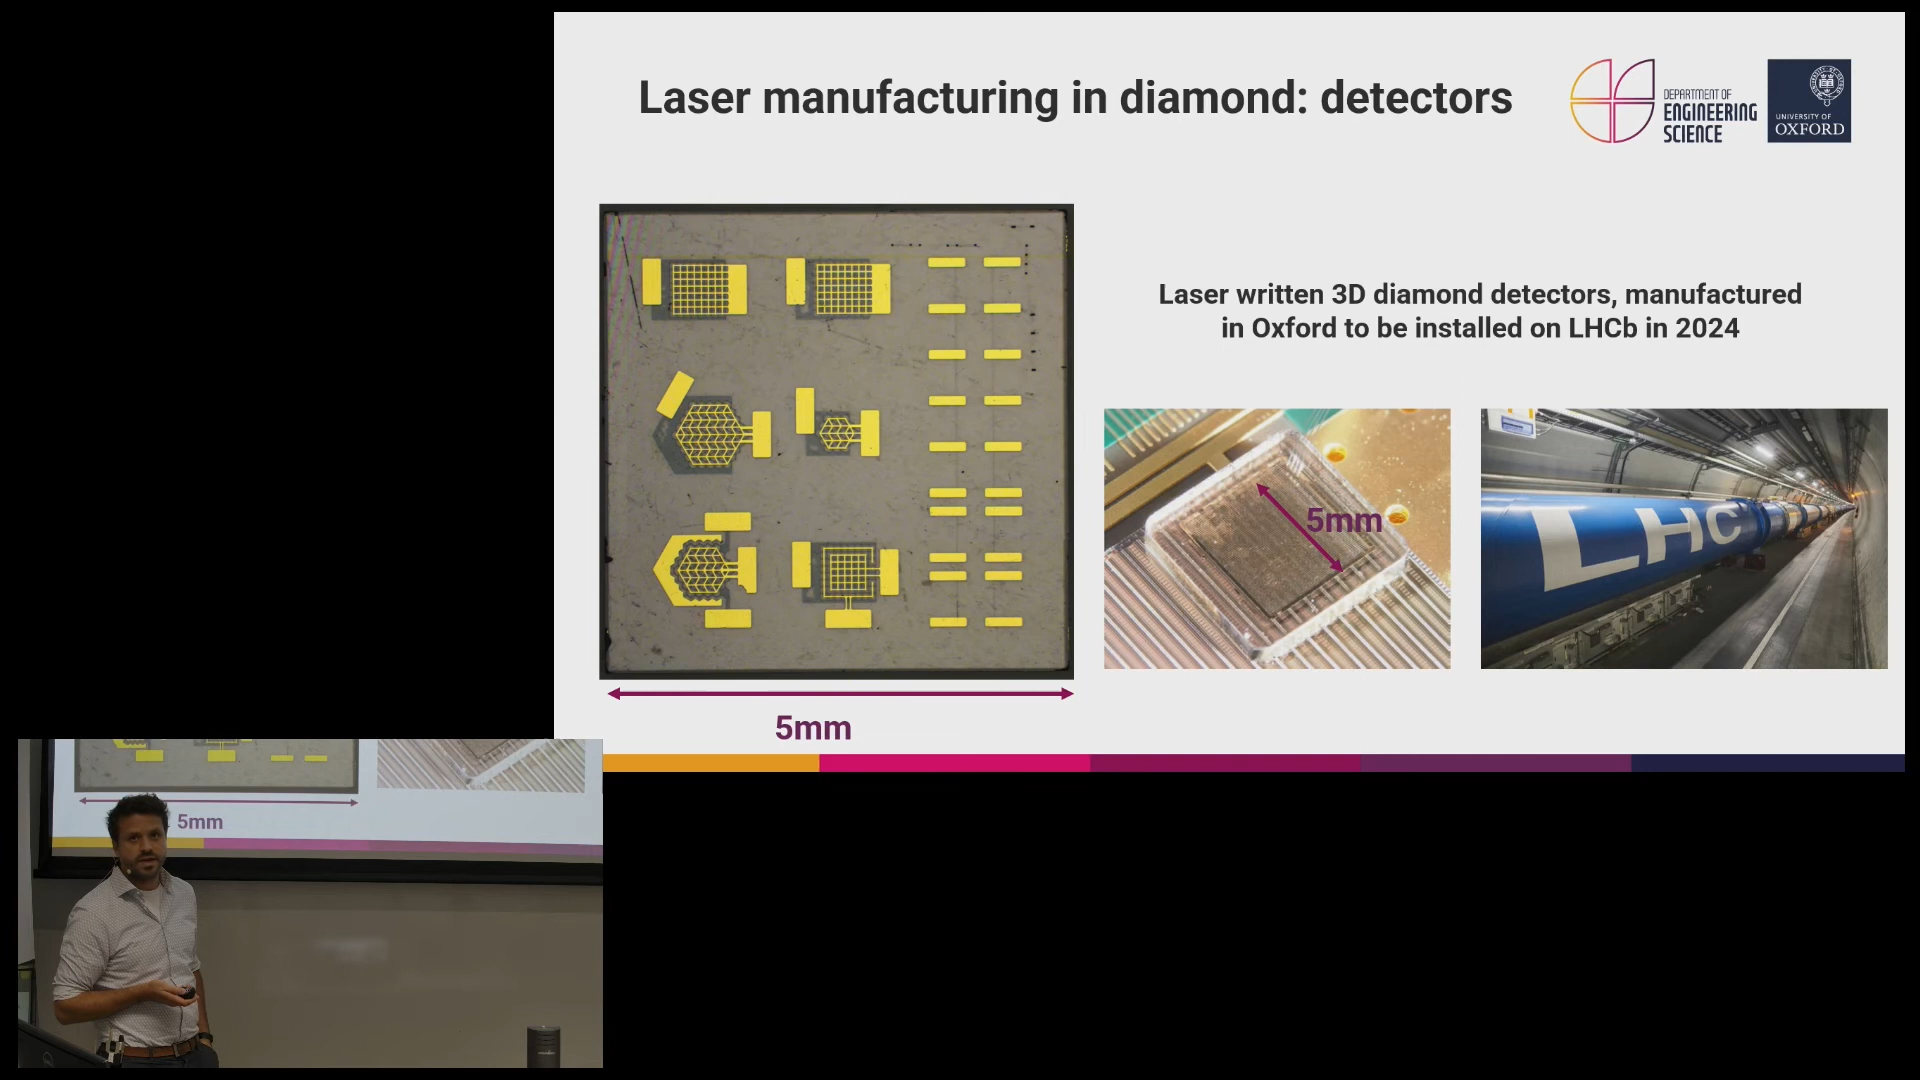 Laser manufacturing in diamond: detectors
DEPARTMENT OF
ENGINEERING
SCIENCE
UNIVERSITY OF
OXFORD
Laser written 3D diamond detectors, manufactured
in Oxford to be installed on LHCb in 2024
5mm
LHC
5mm
5mm